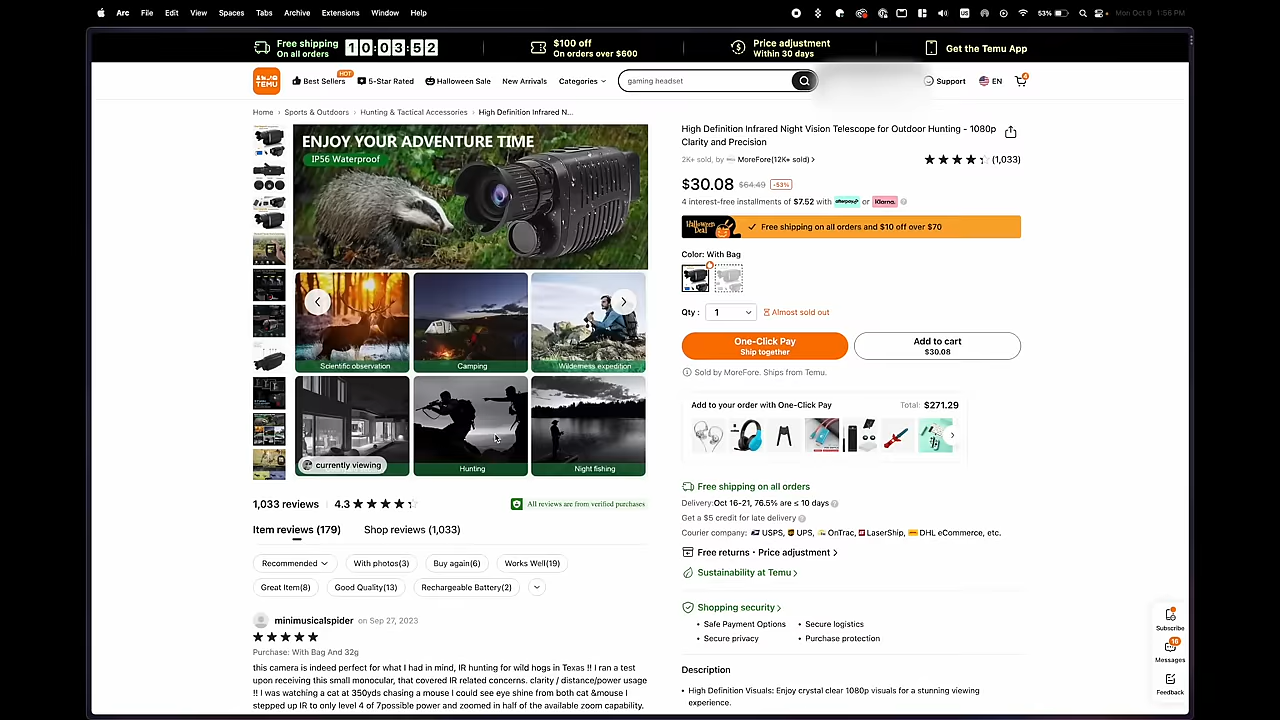 Arc File Edit View Spaces Tabs Archive Extensions Window Help
53% Mon Oct 9 1:56 PM
Free shipping
On all orders
10:03:52
$100 off
On orders over $600
Price adjustment
Within 30 days
Get the Temu App
TEMU
Best Sellers
HOT
5-Star Rated
Halloween Sale
New Arrivals
Categories
gaming headset
Support
EN
Home › Sports & Outdoors › Hunting & Tactical Accessories › High Definition Infrared N...
ENJOY YOUR ADVENTURE TIME
IP56 Waterproof
Scientific observation
Camping
Wilderness expedition
currently viewing
Hunting
Night fishing
1,033 reviews
4.3
All reviews are from verified purchases
Item reviews (179)
Shop reviews (1,033)
Recommended
With photos(3)
Buy again(6)
Works Well(19)
Great Item(8)
Good Quality(13)
Rechargeable Battery(2)
minimusicalspider on Sep 27, 2023
Purchase: With Bag And 32g
this camera is indeed perfect for what I had in mind, IR hunting for wild hogs in Texas !! I ran a test
upon receiving this small monocular, that covered IR related concerns. clarity / distance/power usage
!! I was watching a cat at 350yds chasing a mouse I could see eye shine from both cat &mouse I
stepped up IR to only level 4 of 7possible power and zoomed in half of the available zoom capability.
High Definition Infrared Night Vision Telescope for Outdoor Hunting - 1080p
Clarity and Precision
2K+ sold, by MoreFore(12K+ sold) ›
(1,033)
$30.08 $64.49 -53%
4 interest-free installments of $7.52 with afterpay or Klarna.
Halloween Deal
Free shipping on all orders and $10 off over $70
Color: With Bag
Qty : 1
Almost sold out
One-Click Pay
Ship together
Add to cart
$30.08
Sold by MoreFore. Ships from Temu.
Add to your order with One-Click Pay
Total: $271.29
Free shipping on all orders
Delivery: Oct 16-21, 76.5% are ≤ 10 days
Get a $5 credit for late delivery
Courier company: USPS, UPS, OnTrac, LaserShip, DHL eCommerce, etc.
Free returns · Price adjustment ›
Sustainability at Temu ›
Shopping security ›
• Safe Payment Options
• Secure logistics
• Secure privacy
• Purchase protection
Description
• High Definition Visuals: Enjoy crystal clear 1080p visuals for a stunning viewing
experience.
Subscribe
Messages
Feedback